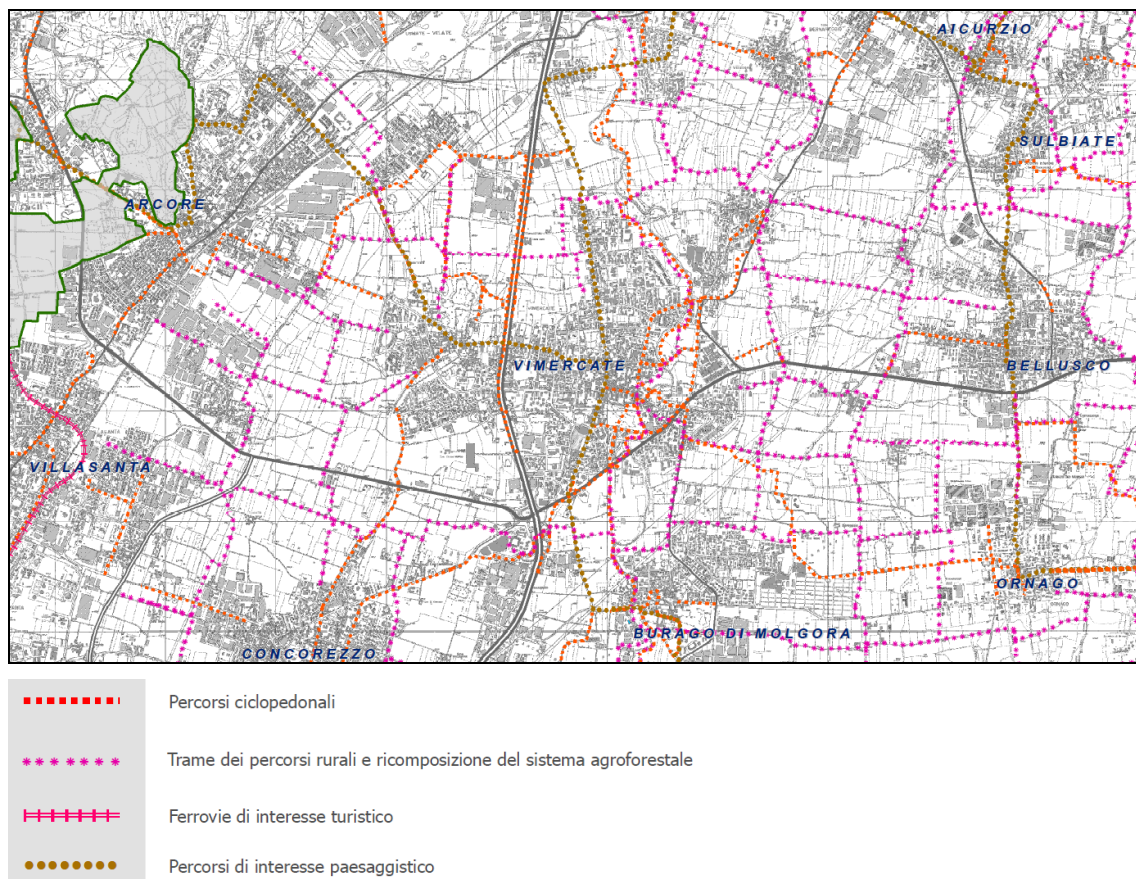 AICURZIO
SULBIATE
ARCORE
VIMERCATE
BELLUSCO
VILLASANTA
ORNAGO
BURAGO DI MOLGORA
CONCOREZZO
Percorsi ciclopedonali
Trame dei percorsi rurali e ricomposizione del sistema agroforestale
Ferrovie di interesse turistico
Percorsi di interesse paesaggistico